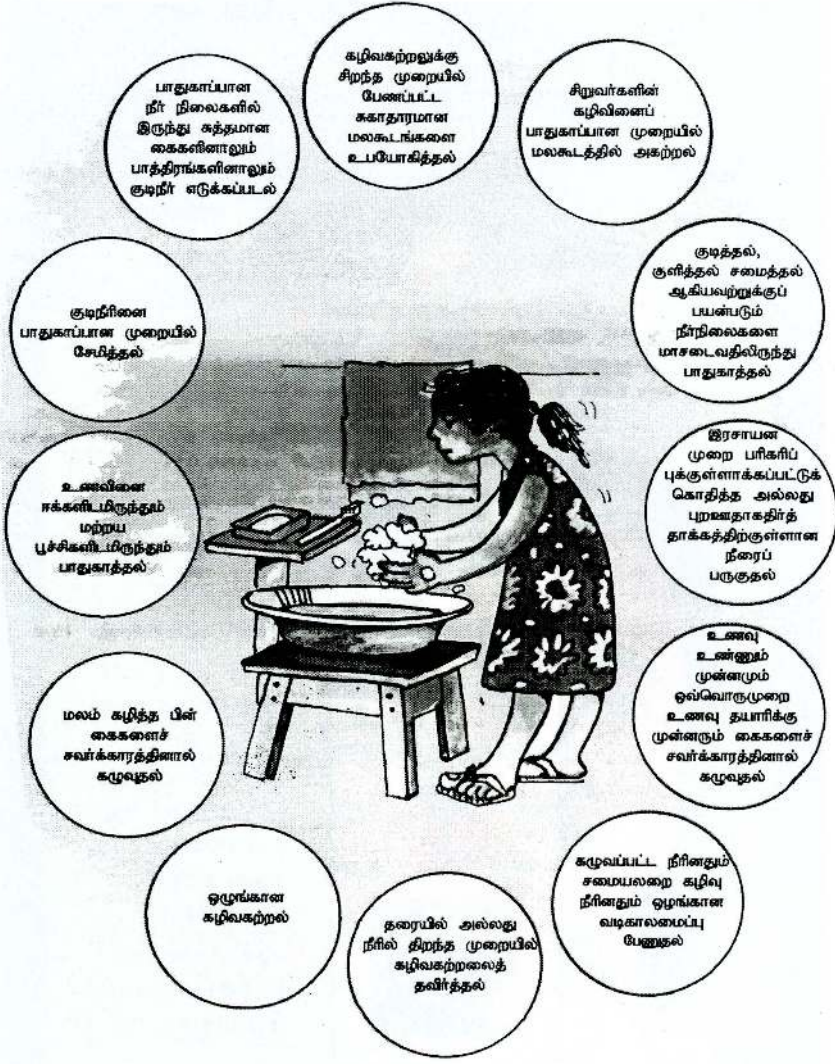 கழிவகற்றலுக்கு
சிறந்த முறையில்
பேணப்பட்ட
சுகாதாரமான
மலகூடங்களை
உபயோகித்தல்
சிறுவர்களின்
கழிவினைப்
பாதுகாப்பான முறையில்
மலகூடத்தில் அகற்றல்
குடித்தல்,
குளித்தல் சமைத்தல்
ஆகியவற்றுக்குப்
பயன்படும்
நீர்நிலைகளை
மாசடைவதிலிருந்து
பாதுகாத்தல்
இரசாயன
முறை பரிகரிப்
புக்குள்ளாக்கப்பட்டுக்
கொதித்த அல்லது
புறஊதாகதிர்த்
தாக்கத்திற்குள்ளான
நீரைப்
பருகுதல்
உணவு
உண்ணும்
முன்னமும்
ஒவ்வொருமுறை
உணவு தயாரிக்கு
முன்னரும் கைகளைச்
சவர்க்காரத்தினால்
கழுவுதல்
கழுவப்பட்ட நீரினதும்
சமையலறை கழிவு
நீரினதும் ஒழங்கான
வடிகாலமைப்பு
பேணுதல்
தரையில் அல்லது
நீரில் திறந்த முறையில்
கழிவகற்றலைத்
தவிர்த்தல்
ஒழுங்கான
கழிவகற்றல்
மலம் கழித்த பின்
கைகளைச்
சவர்க்காரத்தினால்
கழுவுதல்
உணவினை
ஈக்களிடமிருந்தும்
மற்றய
பூச்சிகளிடமிருந்தும்
பாதுகாத்தல்
குடிநீரினை
பாதுகாப்பான முறையில்
சேமித்தல்
பாதுகாப்பான
நீர் நிலைகளில்
இருந்து சுத்தமான
கைகளினாலும்
பாத்திரங்களினாலும்
குடிநீர் எடுக்கப்படல்